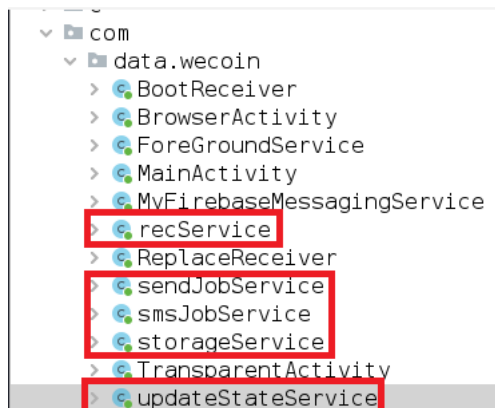 com
data.wecoin
BootReceiver
BrowserActivity
ForeGroundService
MainActivity
MyFirebaseMessagingService
recService
ReplaceReceiver
sendJobService
smsJobService
storageService
TransparentActivity
updateStateService